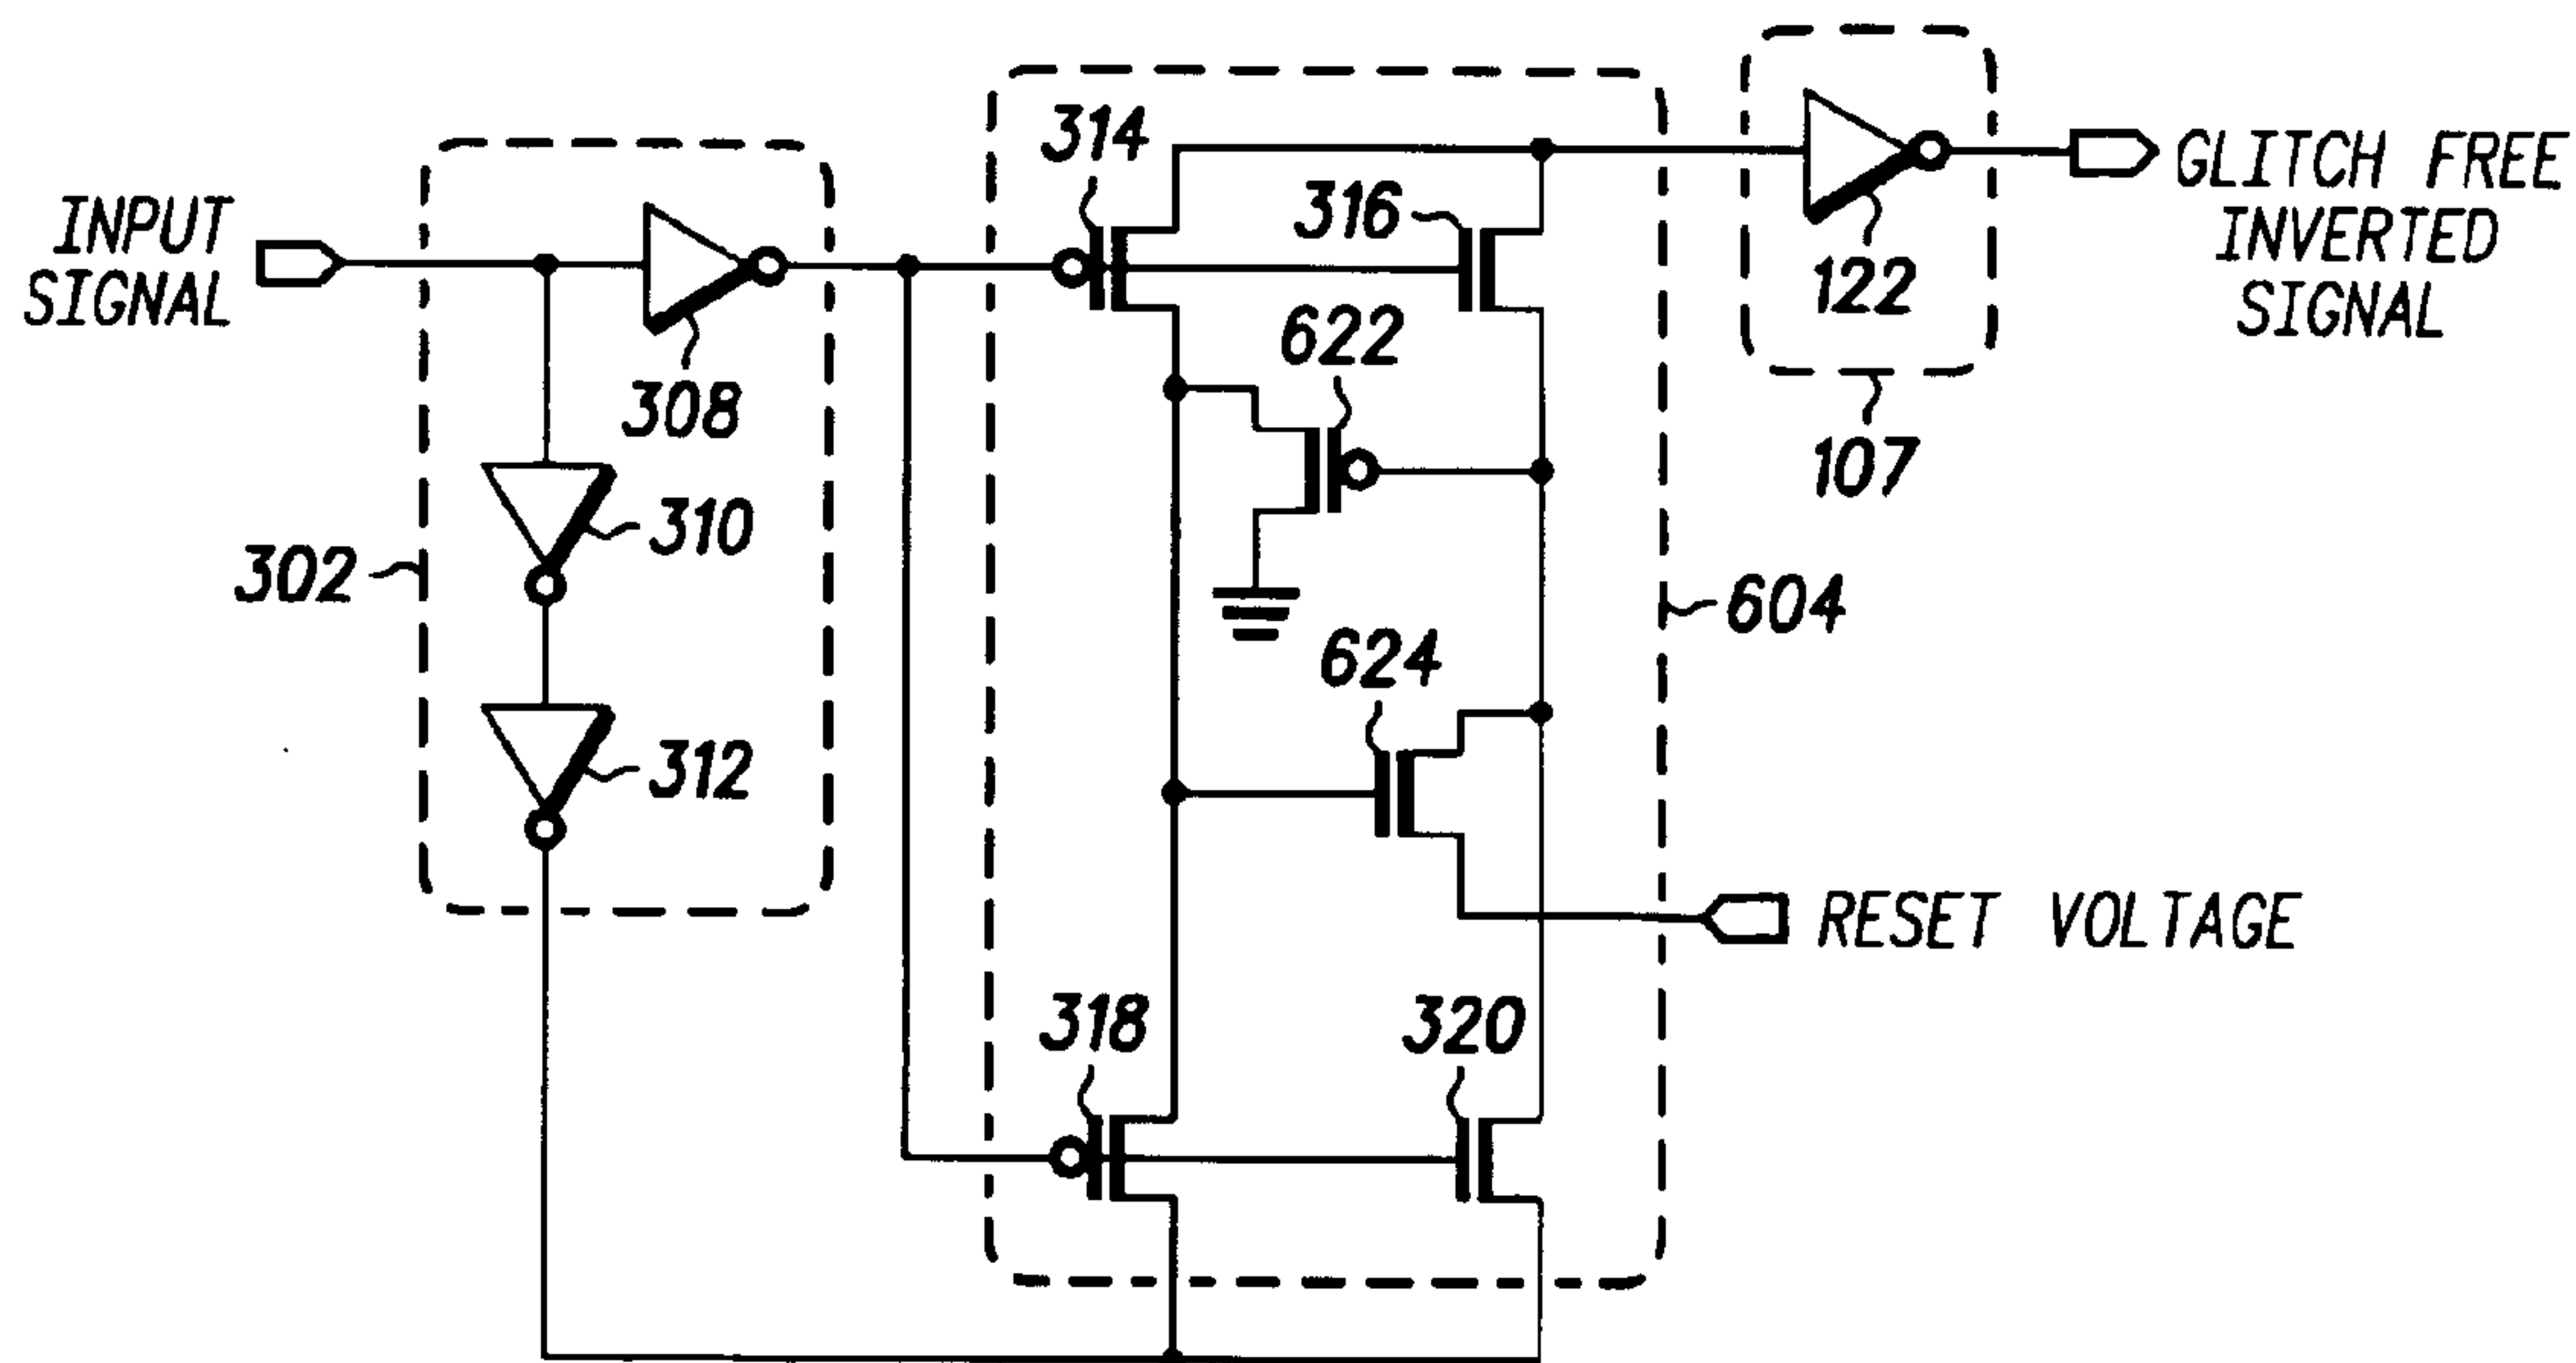 INPUT
SIGNAL
302
308
310
312
314
316
622
624
318
320
604
122
107
GLITCH FREE
INVERTED
SIGNAL
RESET VOLTAGE